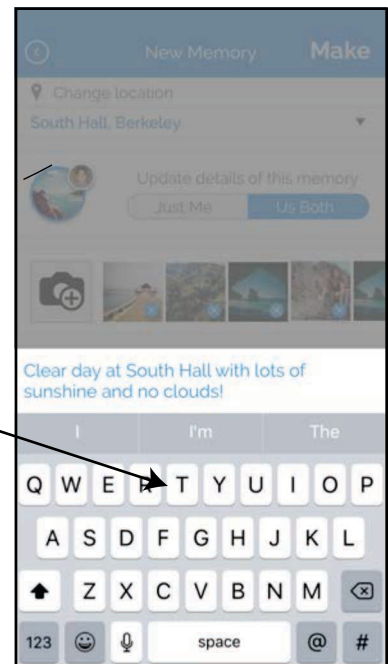 New Memory Make
Change location
South Hall, Berkeley
Update details of this memory
Just Me Us Both
Clear day at South Hall with lots of
sunshine and no clouds!
I I'm The
Q W E R T Y U I O P
A S D F G H J K L
Z X C V B N M
123 space @ #